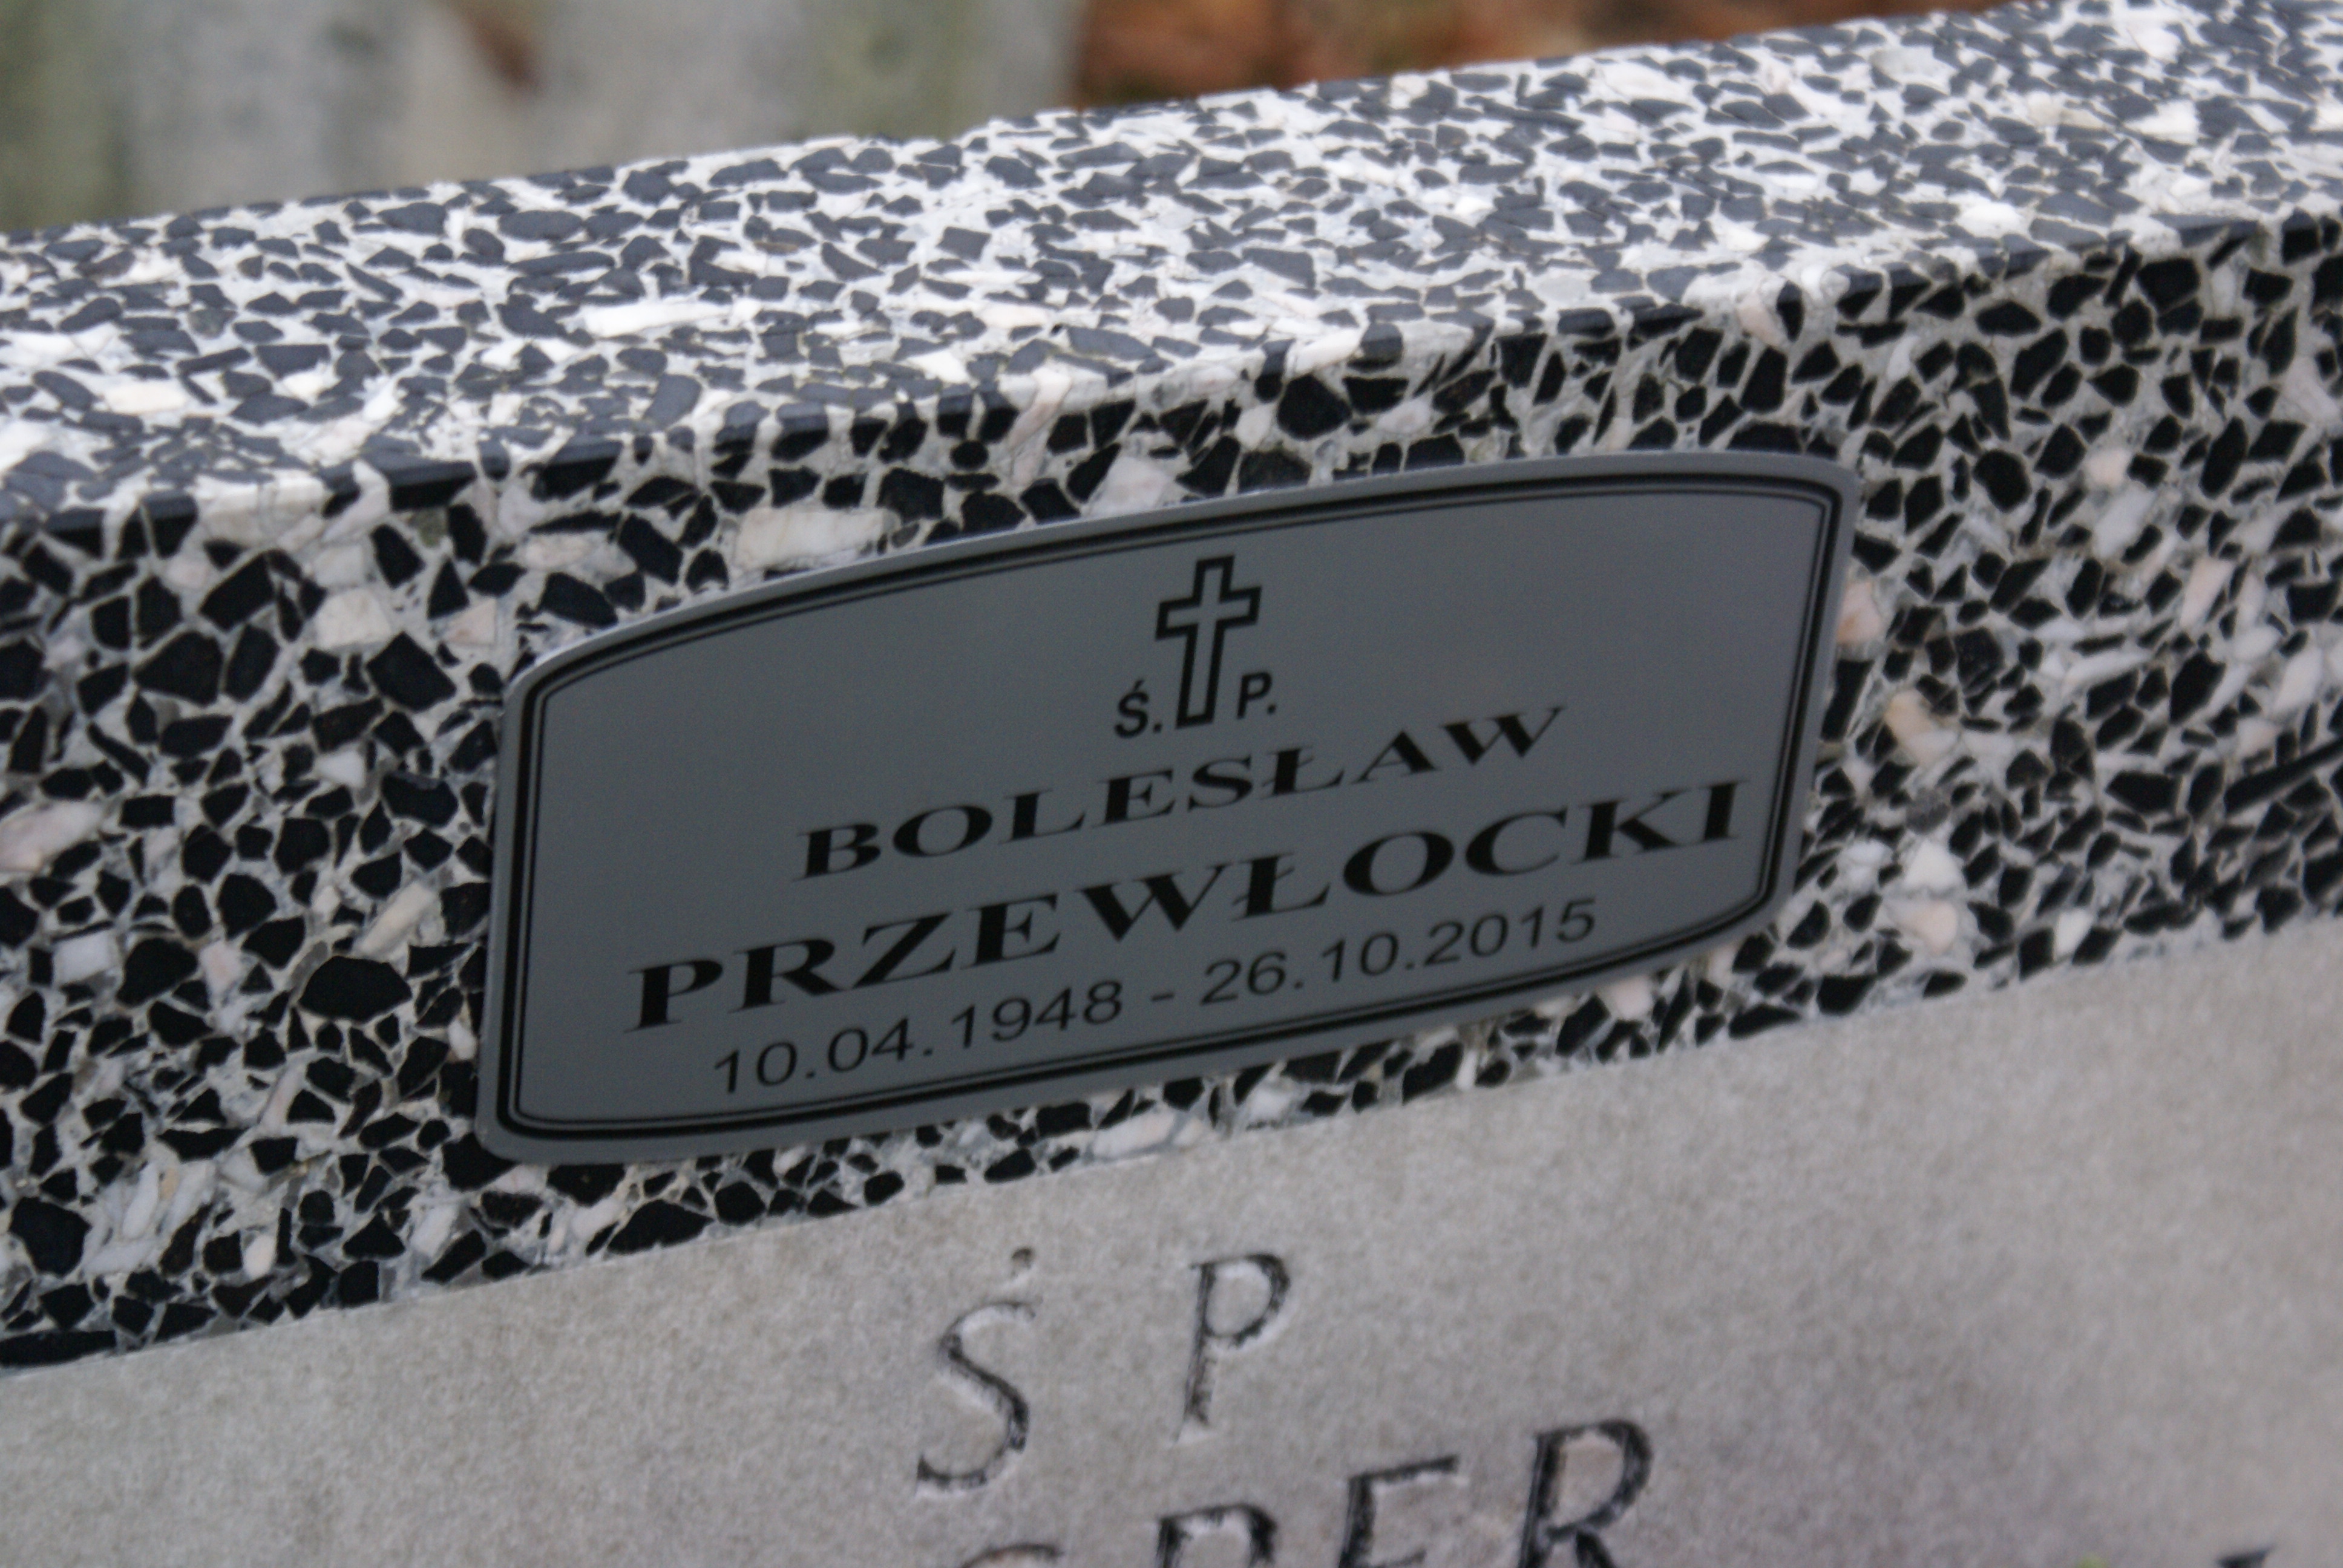 Ś. P.
BOLESŁAW
PRZEWŁOCKI
10.04.1948 - 26.10.2015
Ś P